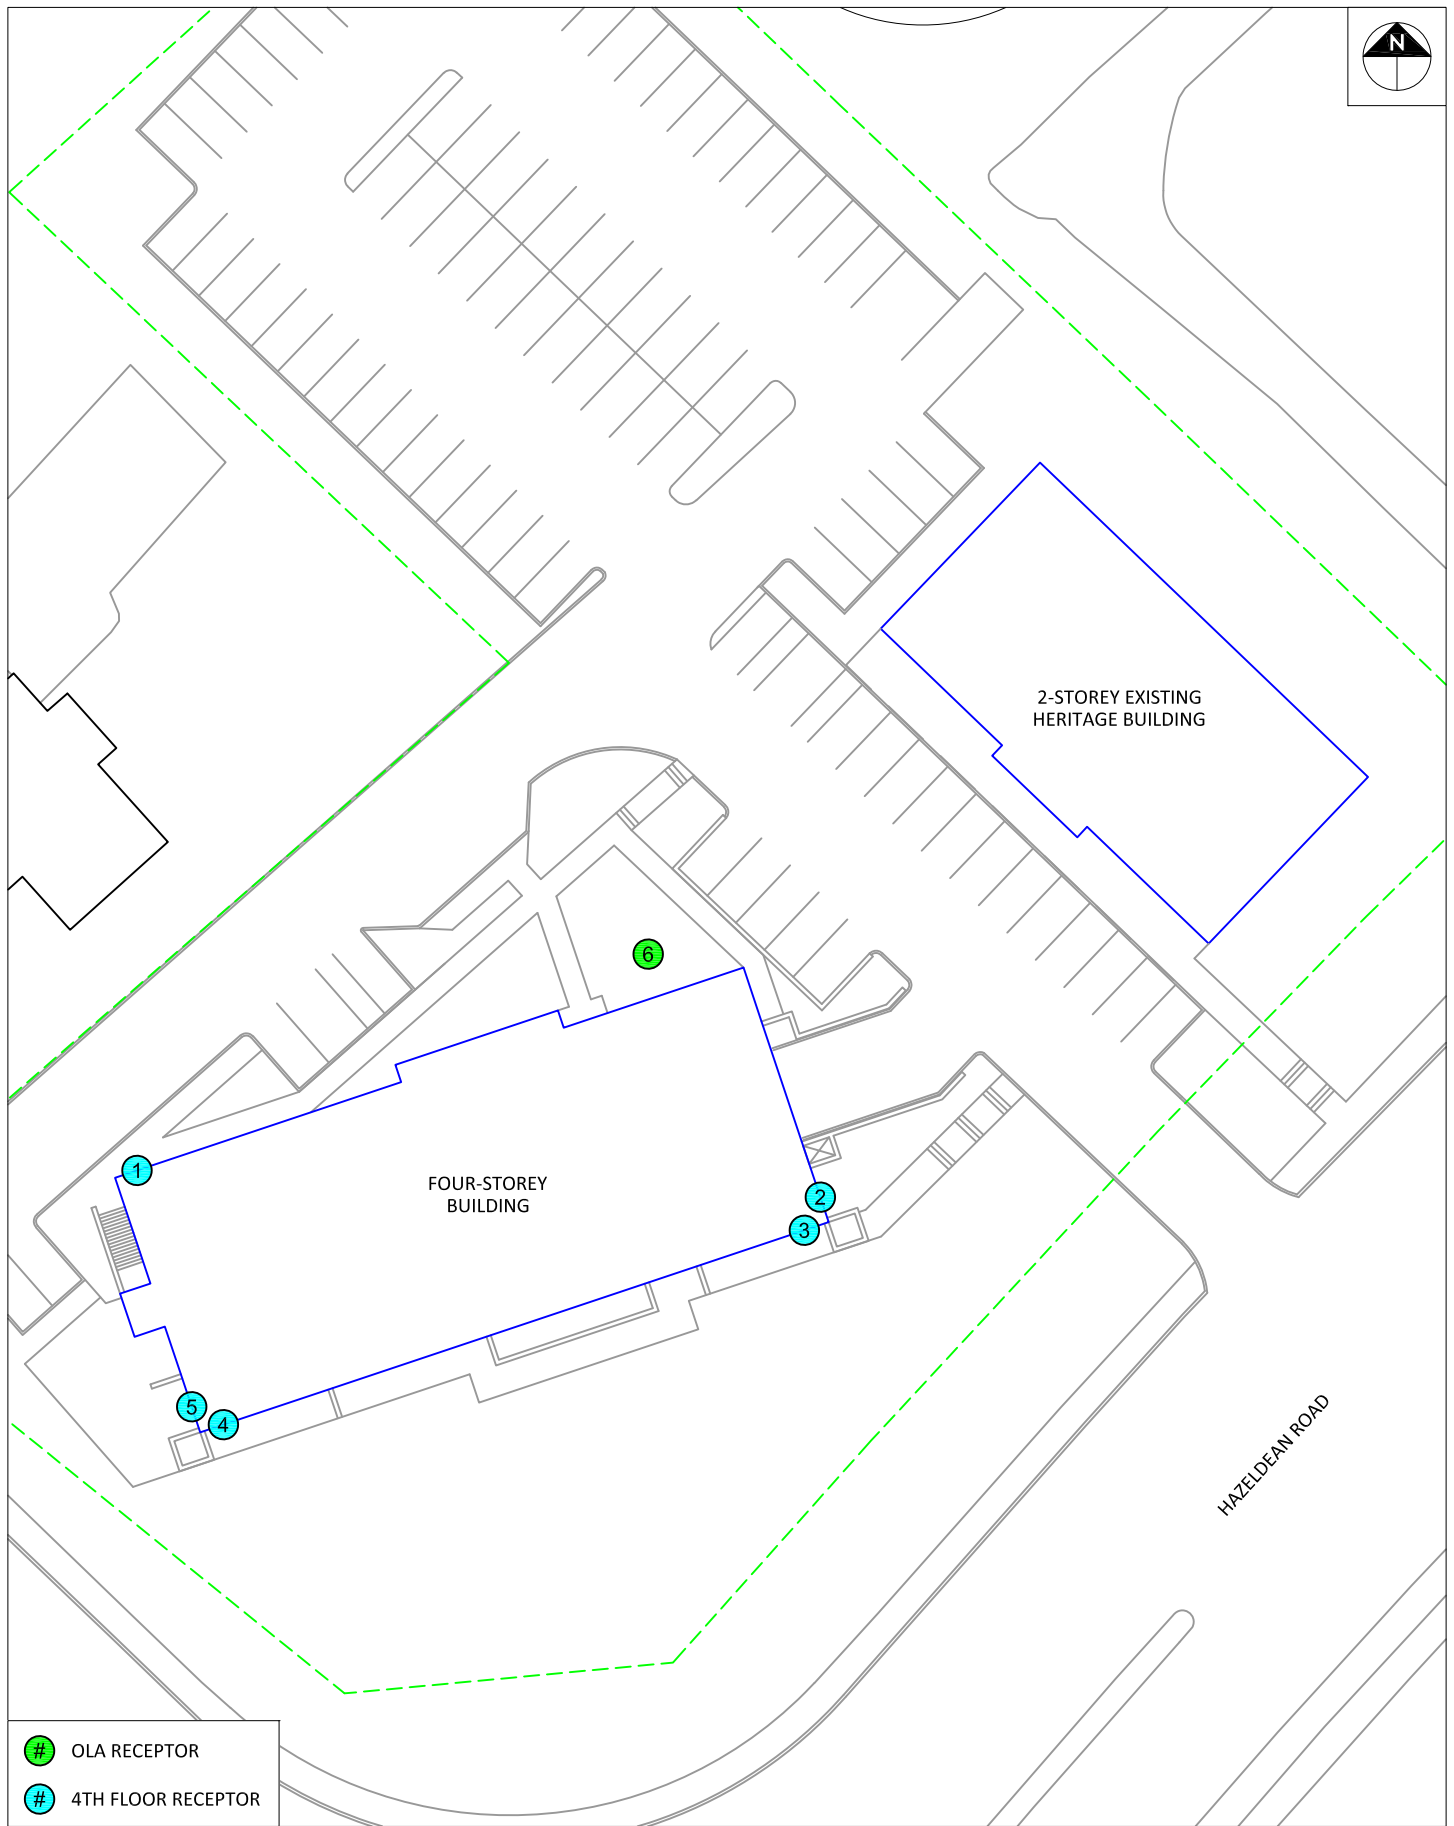 N
2-STOREY EXISTING
HERITAGE BUILDING
6
1
FOUR-STOREY
BUILDING
2
3
5
4
HAZELDEAN ROAD
# OLA RECEPTOR
# 4TH FLOOR RECEPTOR